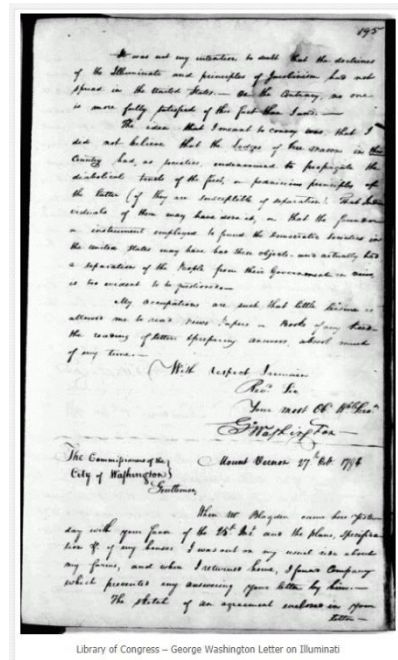 195
It was not my intention to doubt that the doctrines
of the Illuminati and principles of Jacobinism had not
spread in the United States.— On the Contrary, no one
is more fully satisfied of this fact than I am.—
The idea that I meant to convey was, that I
did not believe that the Lodges of Free Masons in this
Country had, as societies, endeavoured to propagate the
diabolical tenets of the first, or pernicious principles of
the latter (if they are susceptible of separation). That Indi-
viduals of them may have done it, or that the founder
or instrument employed to found the Democratic Societies in
the United States may have had these objects—and actually had
a separation of the People from their Government in view,
is too evident to be questioned.—
My occupations are such, that little leisure is
allowed me to read News Papers, or Books of any kind;
the reading of letters & preparing answers, absorb much
of my time.—
With respect I remain
Revd. Sir
Your most Ob. Hble Ser.
G. Washington
The Commissioners of the
City of Washington
Mount Vernon 27th Oct 1798
Gentlemen,
When Mr. Blagden came here yester
day with your favor of the 25th Inst. and the plans, specifica
tion & of my houses I was out on my usual ride about
my farms, and when I returned home, I found Company
which prevented my answering your letter by him.—
The sketch of an agreement enclosed in your
letter—
Library of Congress – George Washington Letter on Illuminati